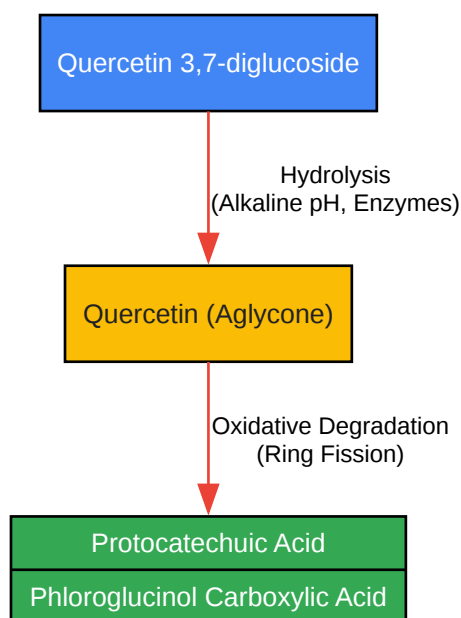 Quercetin 3,7-diglucoside
Hydrolysis
(Alkaline pH, Enzymes)
Quercetin (Aglycone)
Oxidative Degradation
(Ring Fission)
Protocatechuic Acid
Phloroglucinol Carboxylic Acid